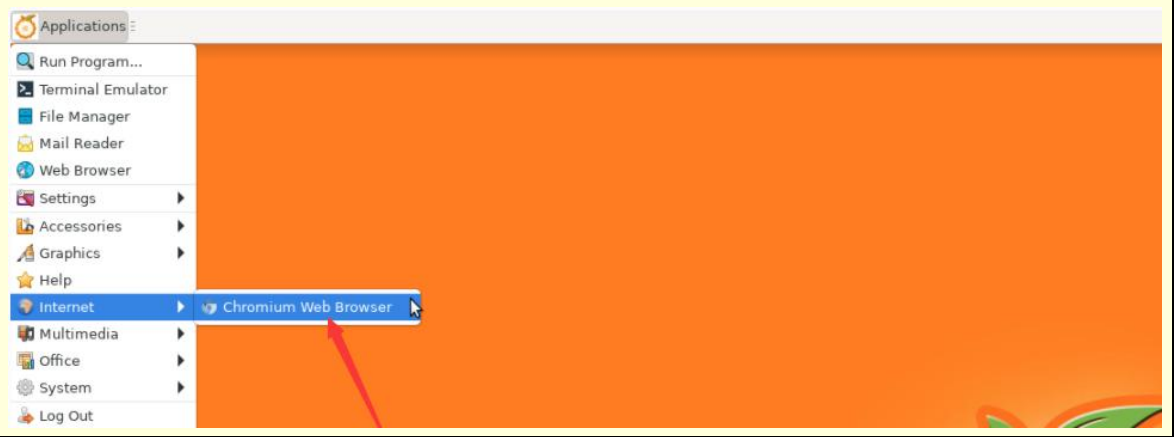 Applications
Run Program...
Terminal Emulator
File Manager
Mail Reader
Web Browser
Settings
Accessories
Graphics
Help
Internet
Chromium Web Browser
Multimedia
Office
System
Log Out